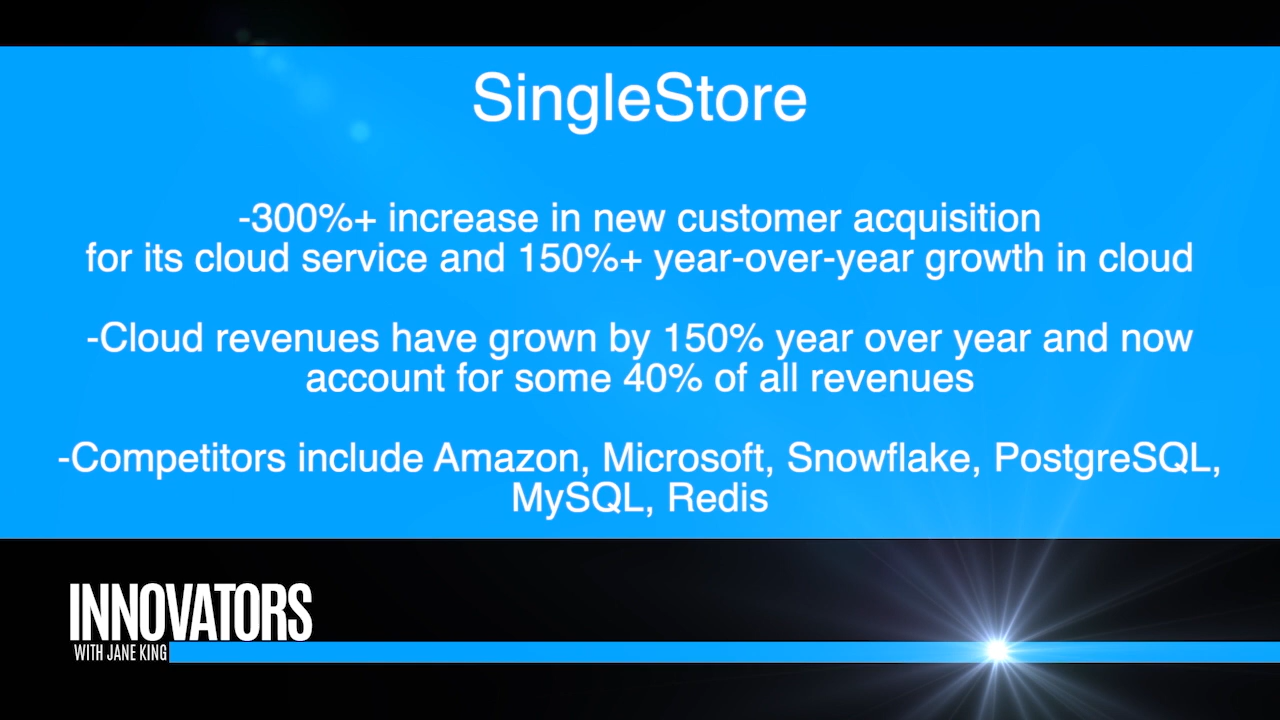 SingleStore
-300%+ increase in new customer acquisition
for its cloud service and 150%+ year-over-year growth in cloud
-Cloud revenues have grown by 150% year over year and now
account for some 40% of all revenues
-Competitors include Amazon, Microsoft, Snowflake, PostgreSQL,
MySQL, Redis
INNOVATORS
WITH JANE KING